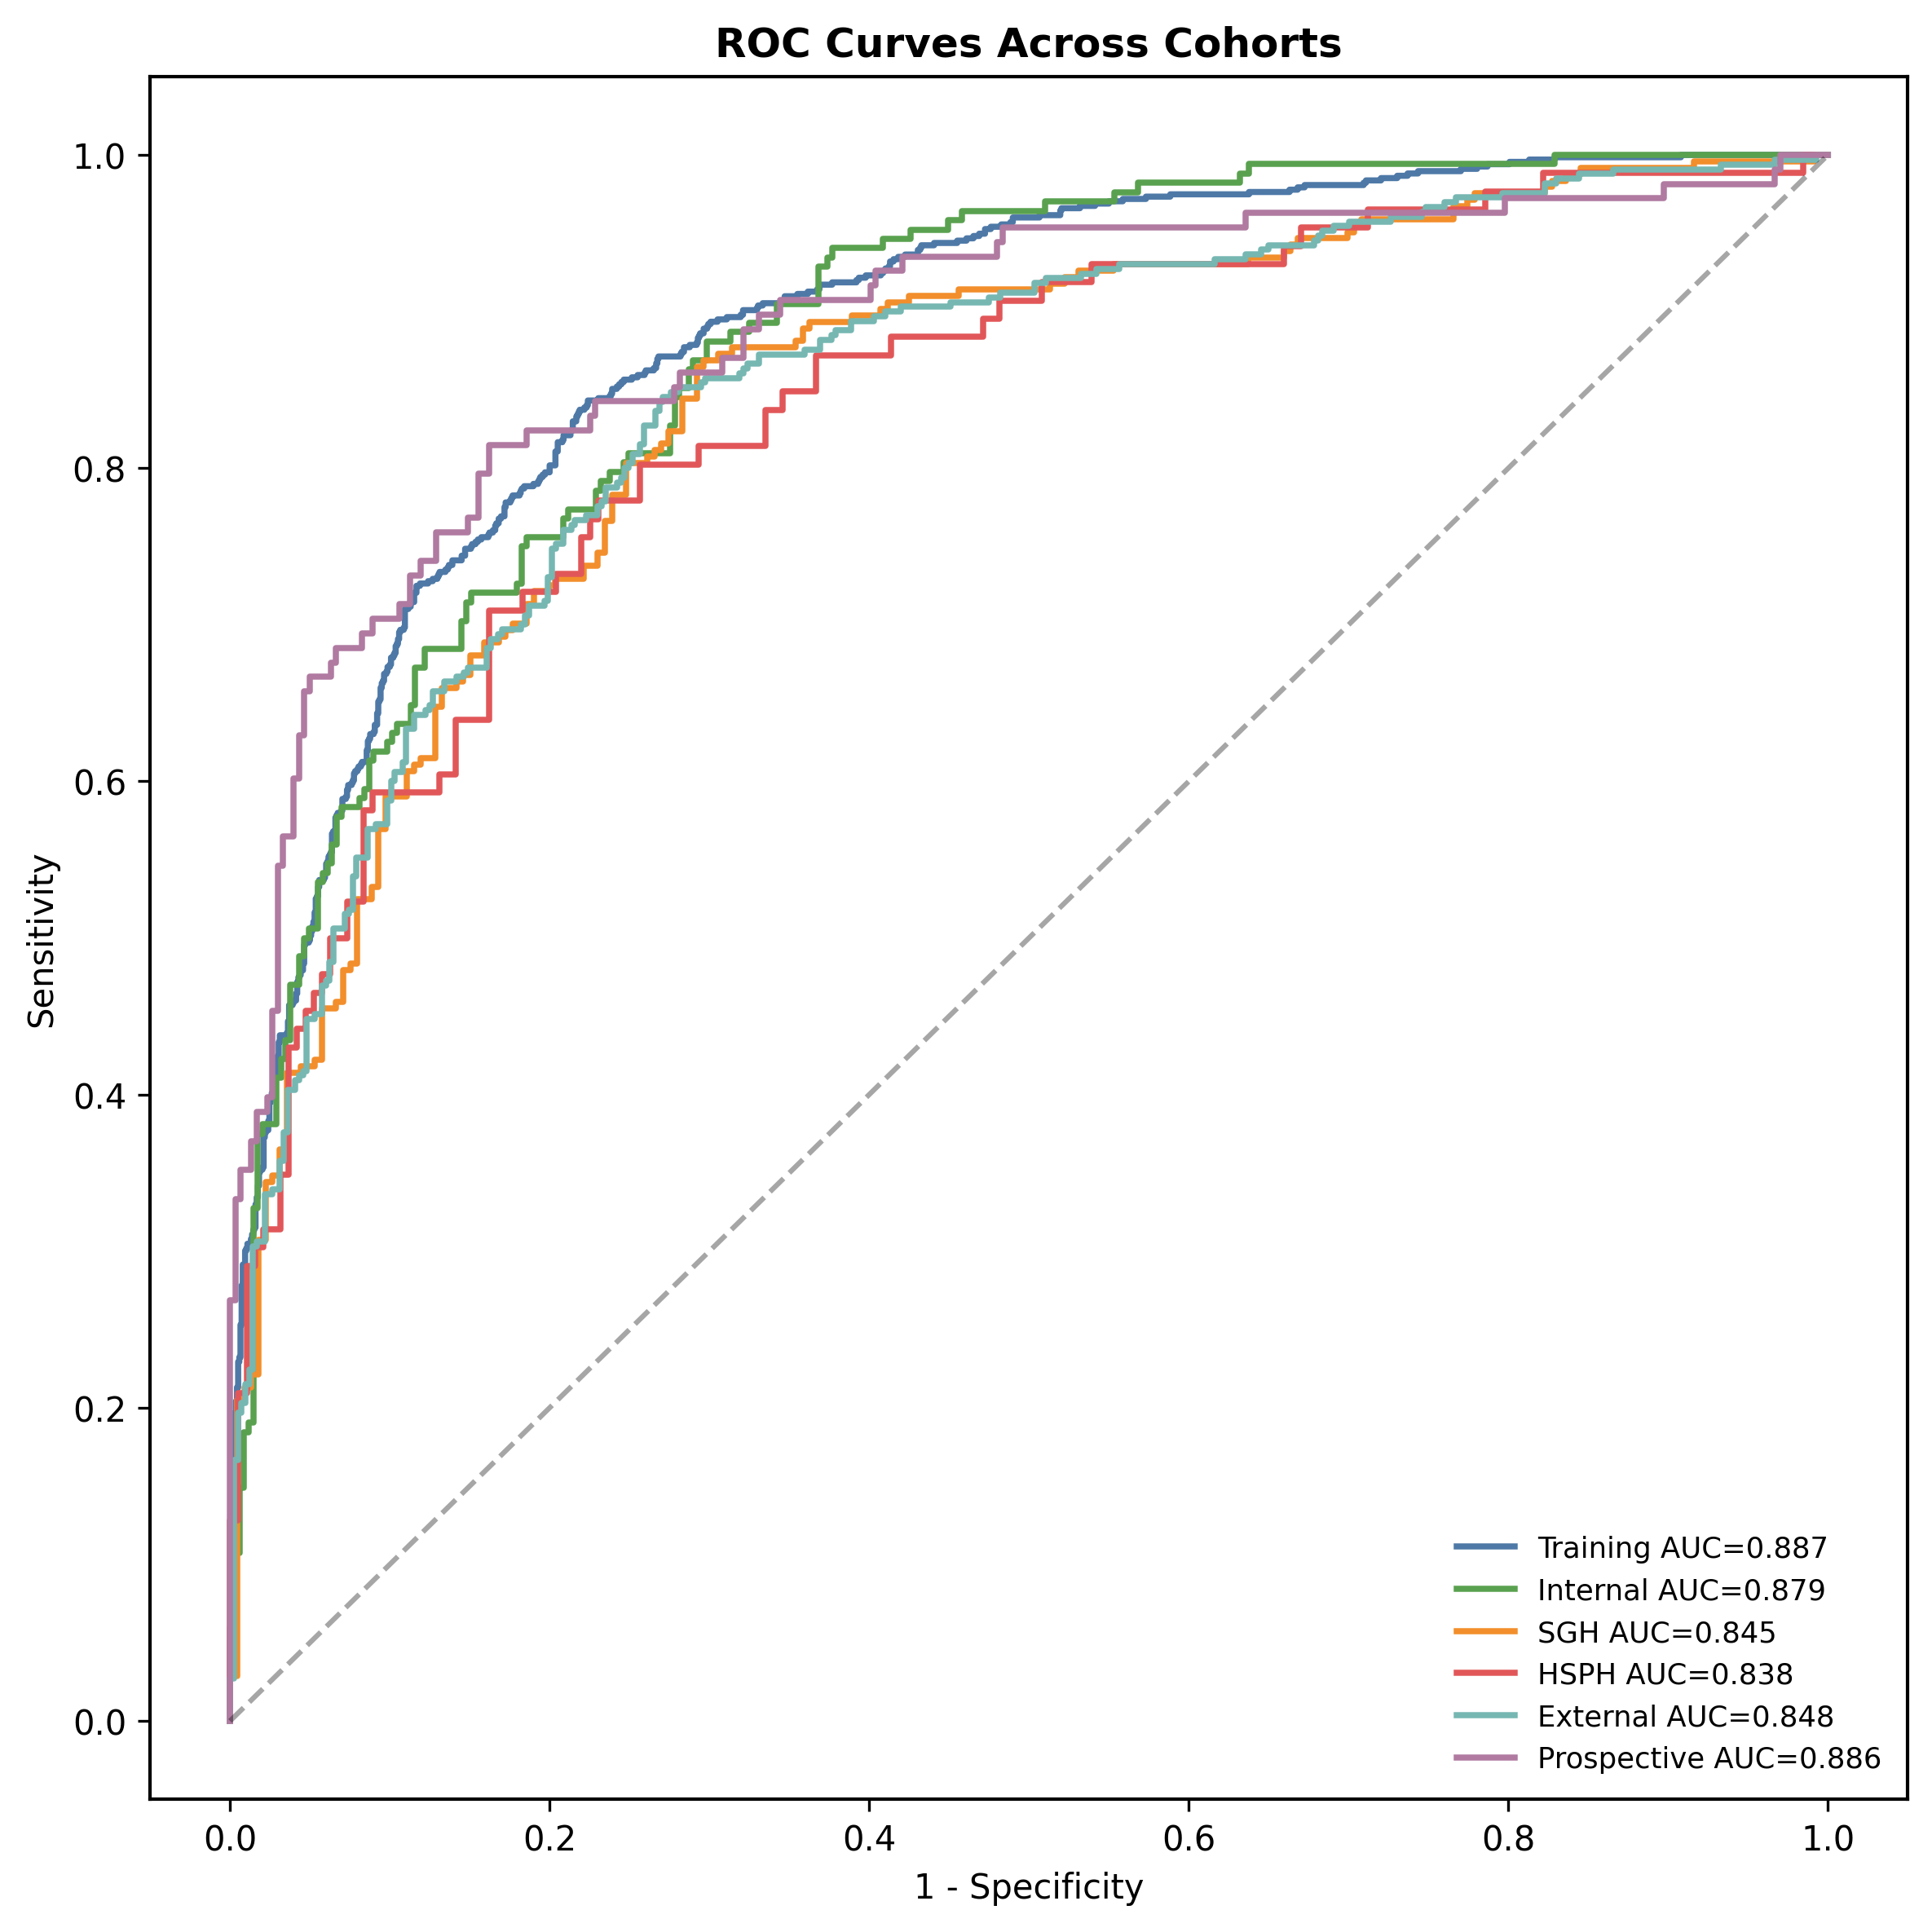 ROC Curves Across Cohorts
1.0
0.8
0.6
0.4
0.2
0.0
Sensitivity
Training AUC=0.887
Internal AUC=0.879
SGH AUC=0.845
HSPH AUC=0.838
External AUC=0.848
Prospective AUC=0.886
0.0 0.2 0.4 0.6 0.8 1.0
1 - Specificity